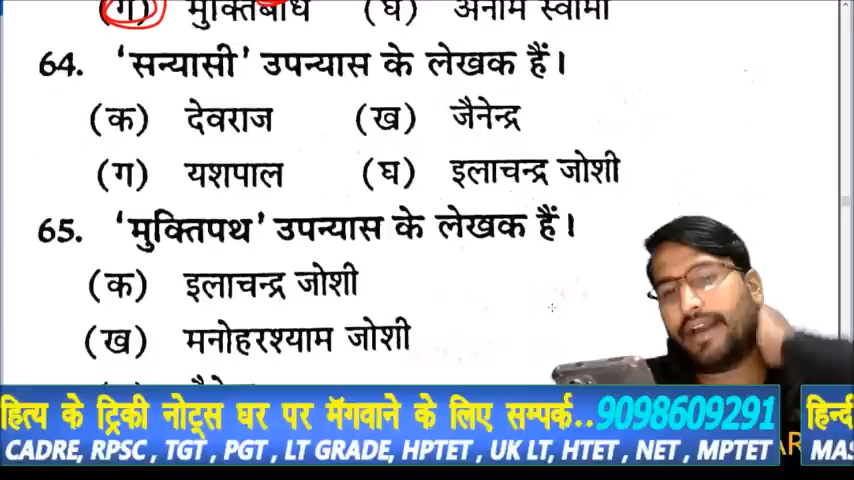 (ग) मुक्तिबोध (घ) अनाम स्वामी
64. ‘सन्यासी’ उपन्यास के लेखक हैं।
(क) देवराज (ख) जैनेन्द्र
(ग) यशपाल (घ) इलाचन्द्र जोशी
65. ‘मुक्तिपथ’ उपन्यास के लेखक हैं।
(क) इलाचन्द्र जोशी
(ख) मनोहरश्याम जोशी
हित्य के ट्रिकी नोट्स घर पर मॅगवाने के लिए सम्पर्क..9098609291 हिन्दी
CADRE, RPSC , TGT , PGT , LT GRADE, HPTET , UK LT, HTET , NET , MPTET MAS